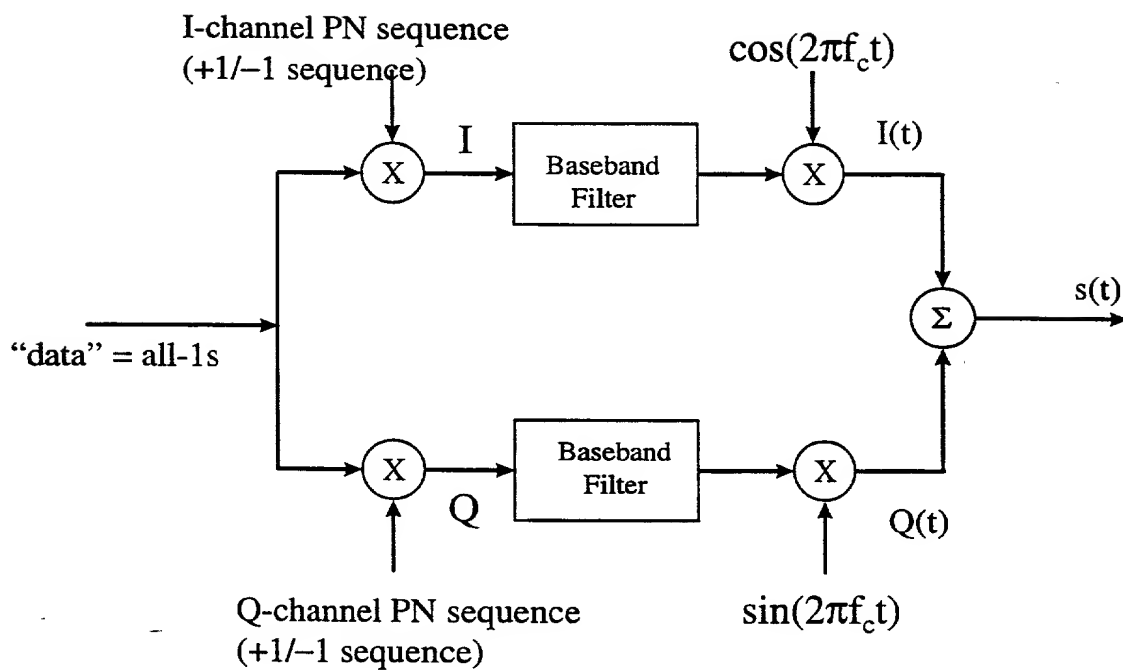 I-channel PN sequence
(+1/–1 sequence)
cos(2πf_ct)
X
I
Baseband
Filter
X
I(t)
"data" = all-1s
Σ
s(t)
X
Q
Baseband
Filter
X
Q(t)
Q-channel PN sequence
(+1/–1 sequence)
sin(2πf_ct)